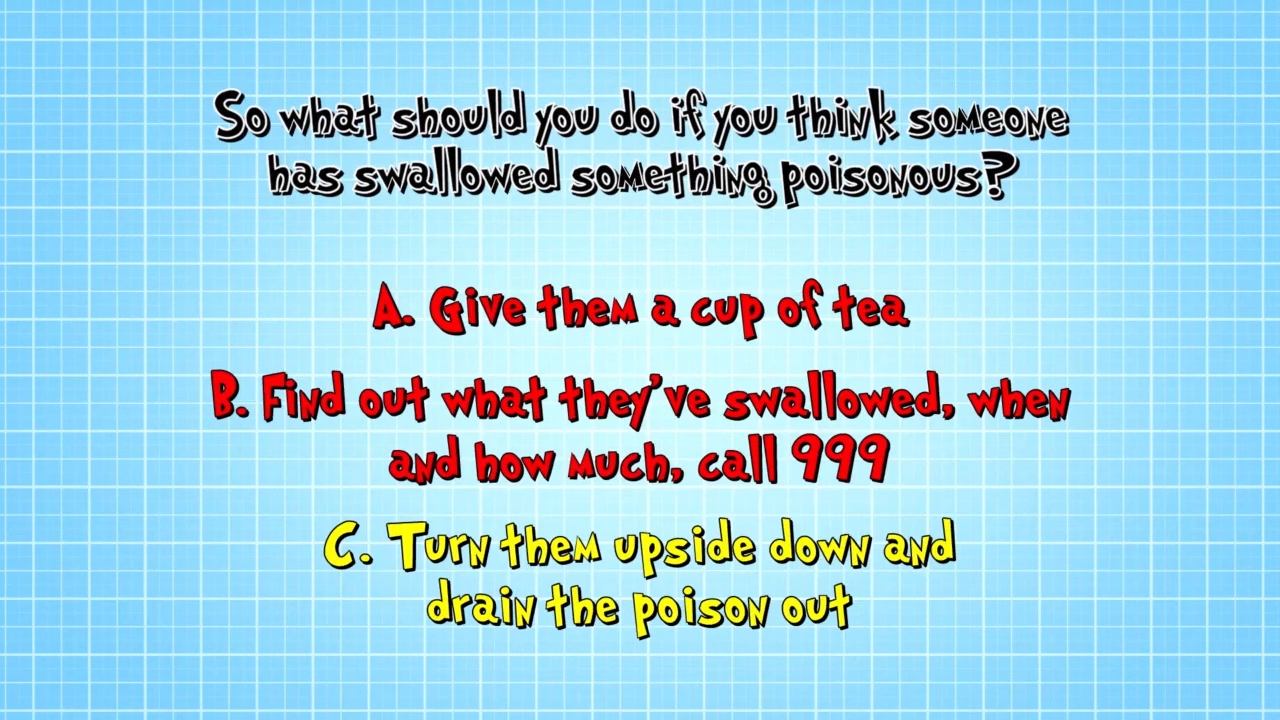 So what should you do if you think someone
has swallowed something poisonous?
A. Give them a cup of tea
B. Find out what they've swallowed, when
and how much, call 999
C. Turn them upside down and
drain the poison out